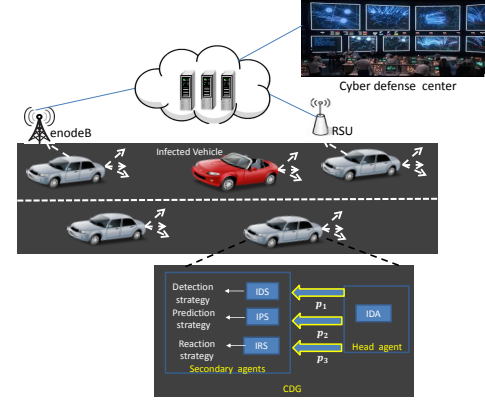 Cyber defense center
enodeB
RSU
Infected Vehicle
Detection
strategy
IDS
p1
IDA
Prediction
strategy
IPS
p2
Reaction
strategy
IRS
p3
Head agent
Secondary agents
CDG